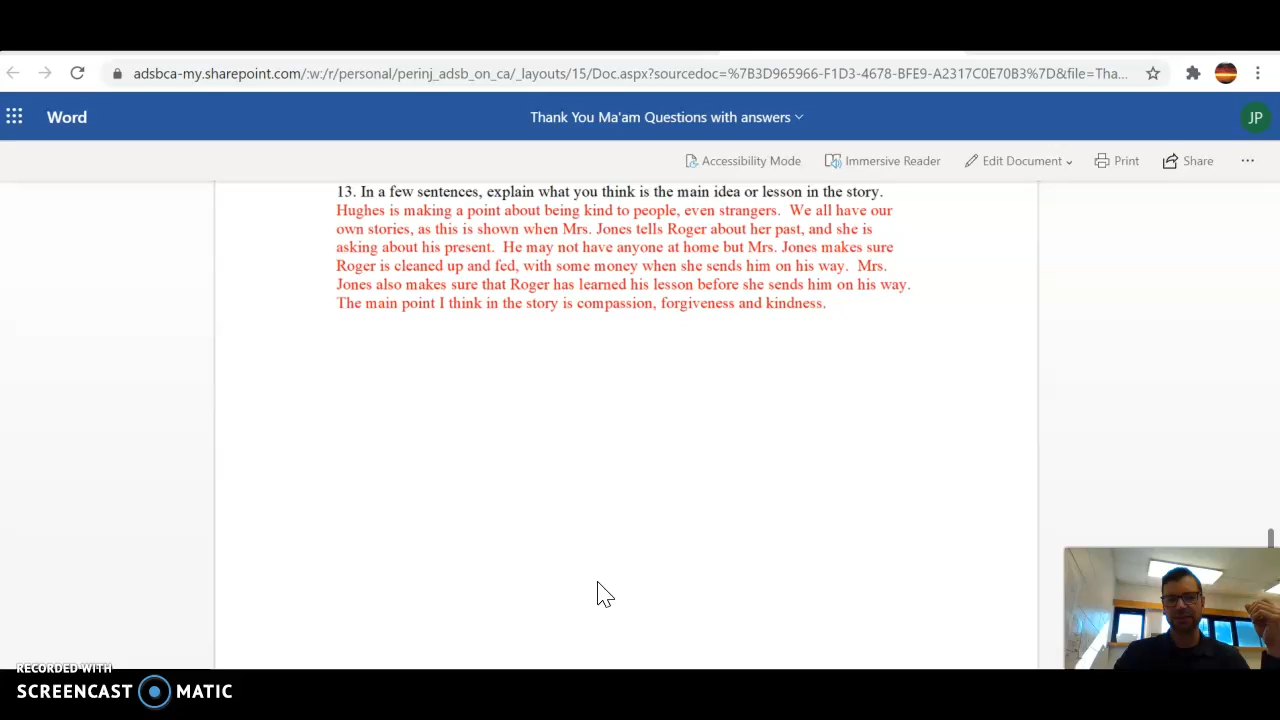 adsbca-my.sharepoint.com/:w:/r/personal/perinj_adsb_on_ca/_layouts/15/Doc.aspx?sourcedoc=%7B3D965966-F1D3-4678-BFE9-A2317C0E70B3%7D&file=Tha...
Word
Thank You Ma'am Questions with answers
JP
Accessibility Mode
Immersive Reader
Edit Document
Print
Share
13. In a few sentences, explain what you think is the main idea or lesson in the story.
Hughes is making a point about being kind to people, even strangers. We all have our
own stories, as this is shown when Mrs. Jones tells Roger about her past, and she is
asking about his present. He may not have anyone at home but Mrs. Jones makes sure
Roger is cleaned up and fed, with some money when she sends him on his way. Mrs.
Jones also makes sure that Roger has learned his lesson before she sends him on his way.
The main point I think in the story is compassion, forgiveness and kindness.
RECORDED WITH
SCREENCAST MATIC